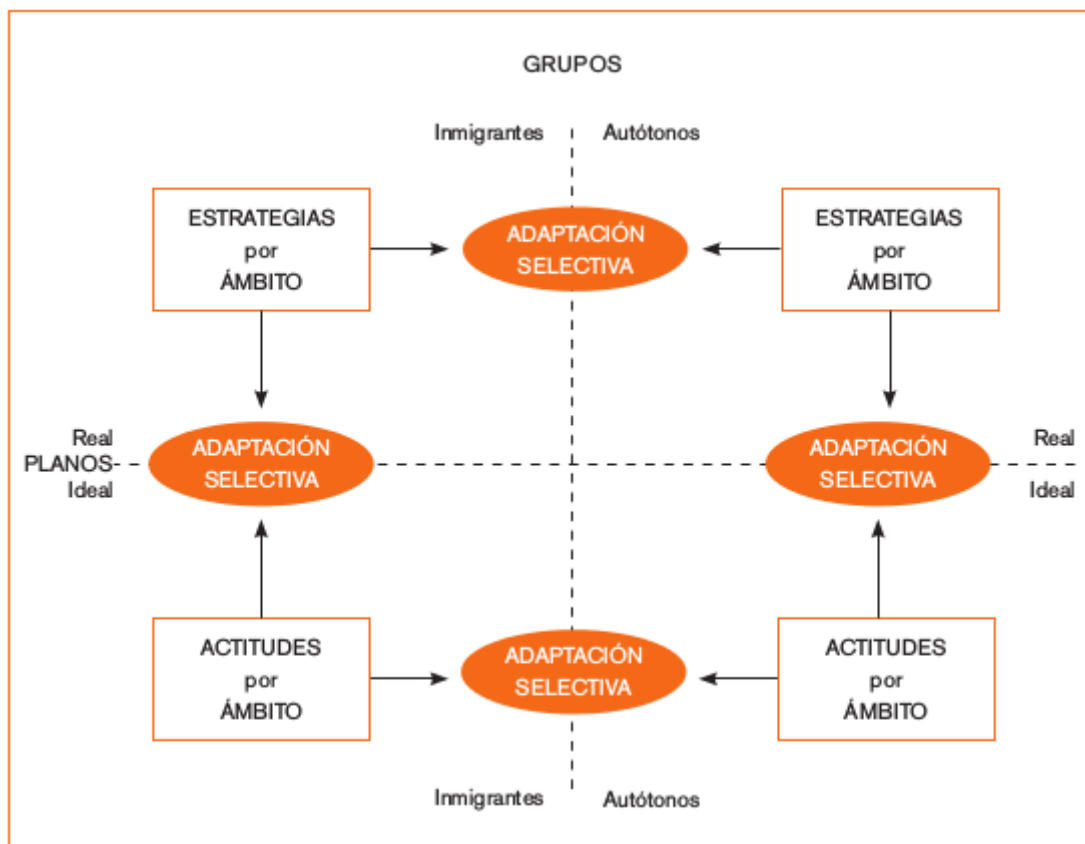 GRUPOS
Inmigrantes Autótonos
ESTRATEGIAS
por
ÁMBITO
ADAPTACIÓN
SELECTIVA
ESTRATEGIAS
por
ÁMBITO
Real
PLANOS
Ideal
ADAPTACIÓN
SELECTIVA
ADAPTACIÓN
SELECTIVA
Real
Ideal
ACTITUDES
por
ÁMBITO
ADAPTACIÓN
SELECTIVA
ACTITUDES
por
ÁMBITO
Inmigrantes Autótonos